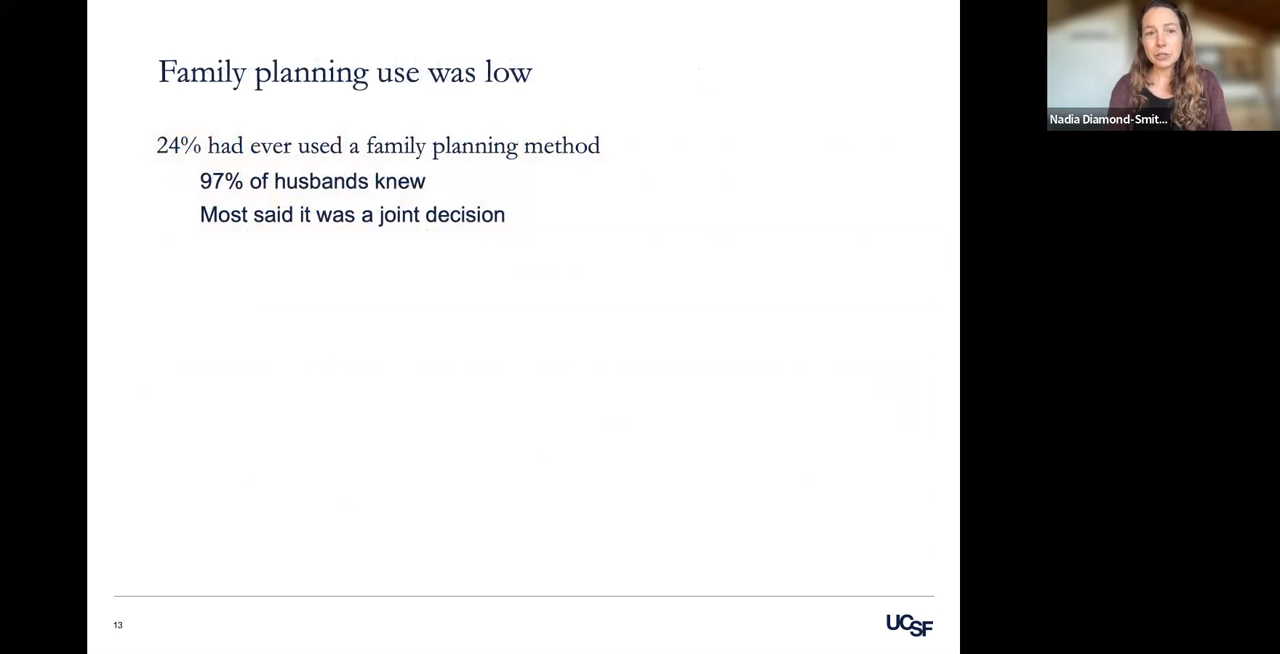 Family planning use was low
24% had ever used a family planning method
97% of husbands knew
Most said it was a joint decision
13
UCSF
Nadia Diamond-Smit...